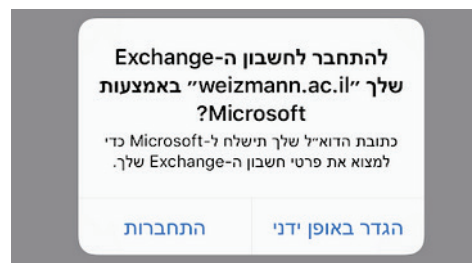 להתחבר לחשבון ה-Exchange
שלך ״weizmann.ac.il״ באמצעות
Microsoft?
כתובת הדוא״ל שלך תישלח ל-Microsoft כדי
למצוא את פרטי חשבון ה-Exchange שלך.
הגדר באופן ידני
התחברות